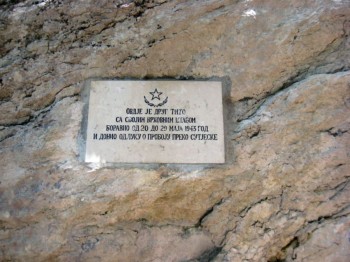 ОВДЈЕ ЈЕ ДРУГ ТИТО
СА СВОЈИМ ВРХОВНИМ ШТАБОМ
БОРАВИО ОД 20 ДО 29 МАЈА 1943 ГОД
И ДОНИО ОДЛУКУ О ПРОБОЈУ ПРЕКО СУТЈЕСКЕ